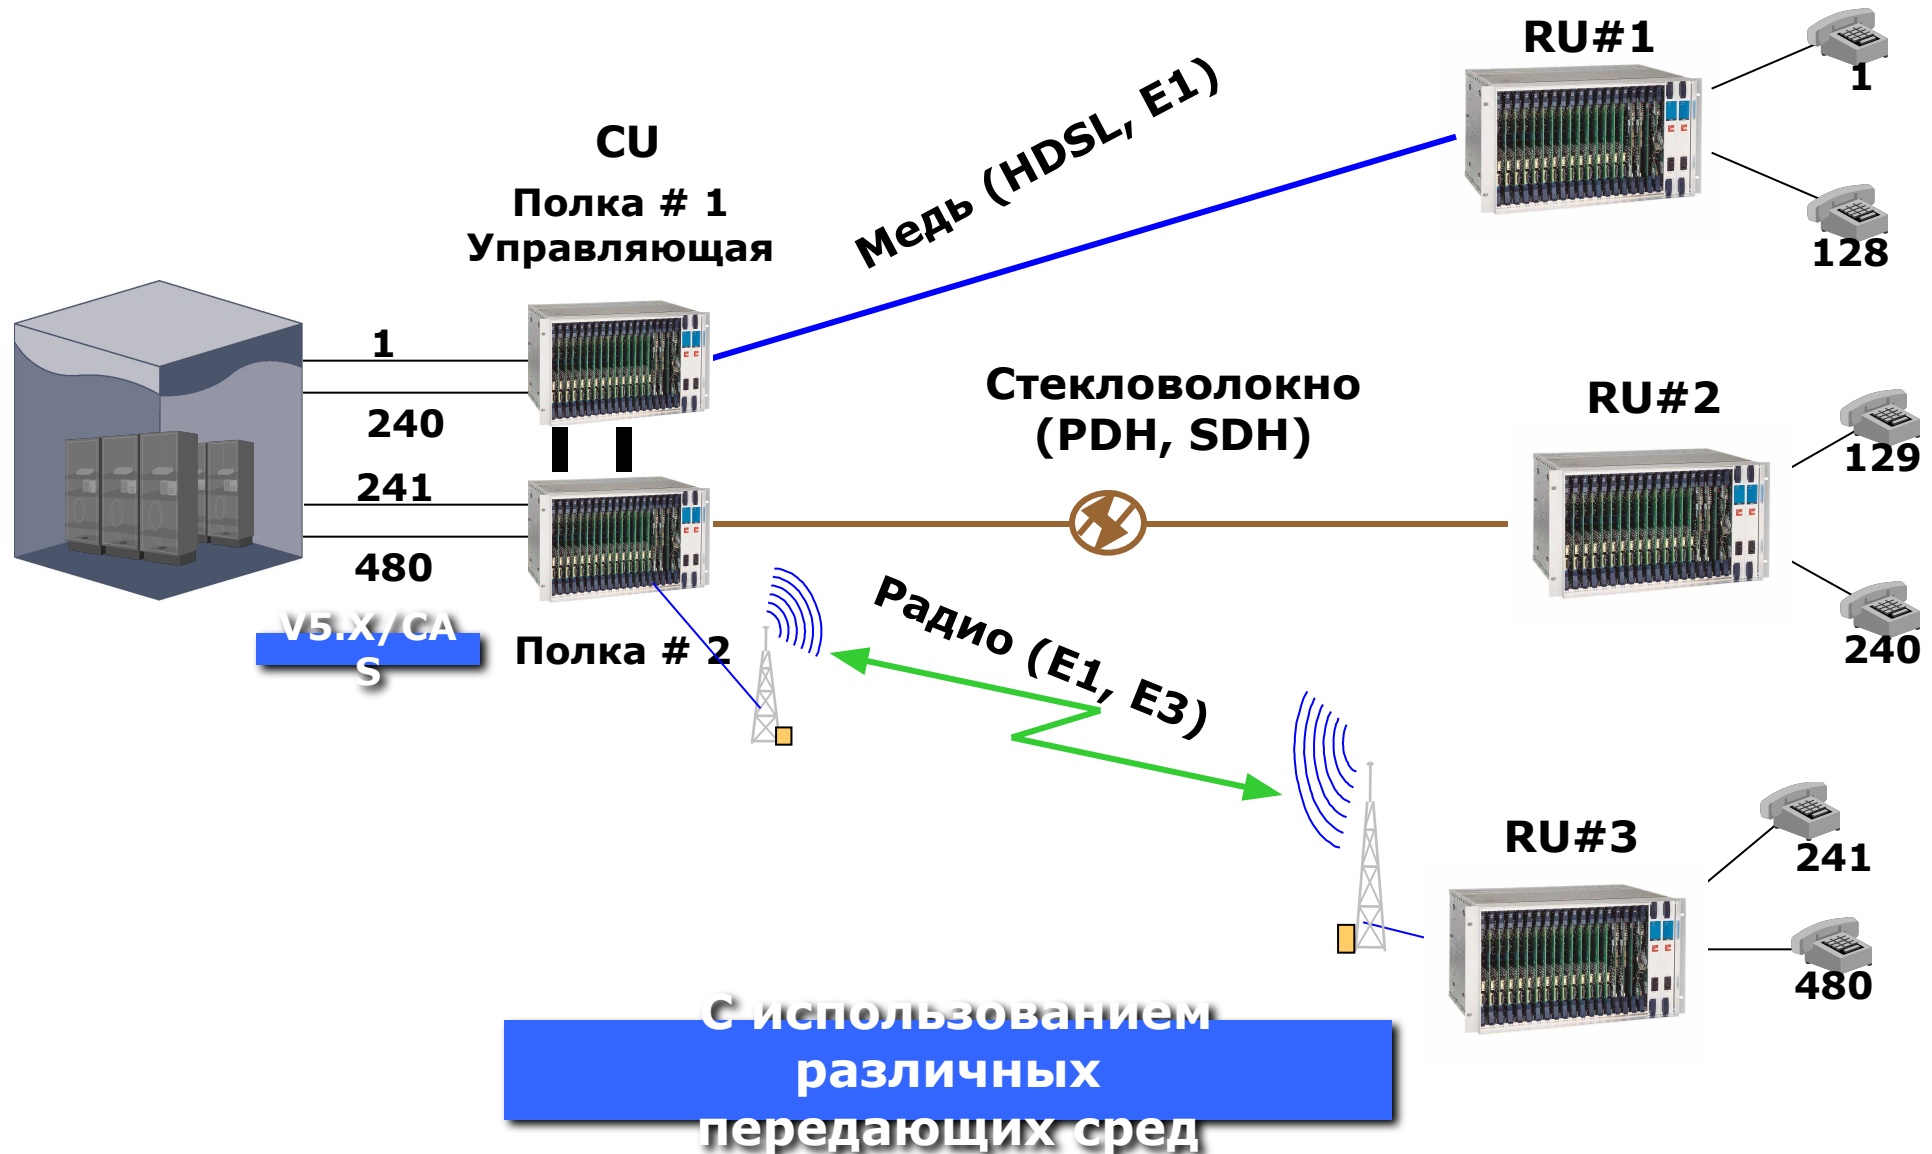 RU#1
1
128
CU
Полка # 1
Управляющая
Медь (HDSL, E1)
1
240
241
480
Стекловолокно
(PDH, SDH)
RU#2
129
240
V5.X/CA
S
Полка # 2
Радио (E1, E3)
RU#3
241
480
С использованием
различных
передающих сред